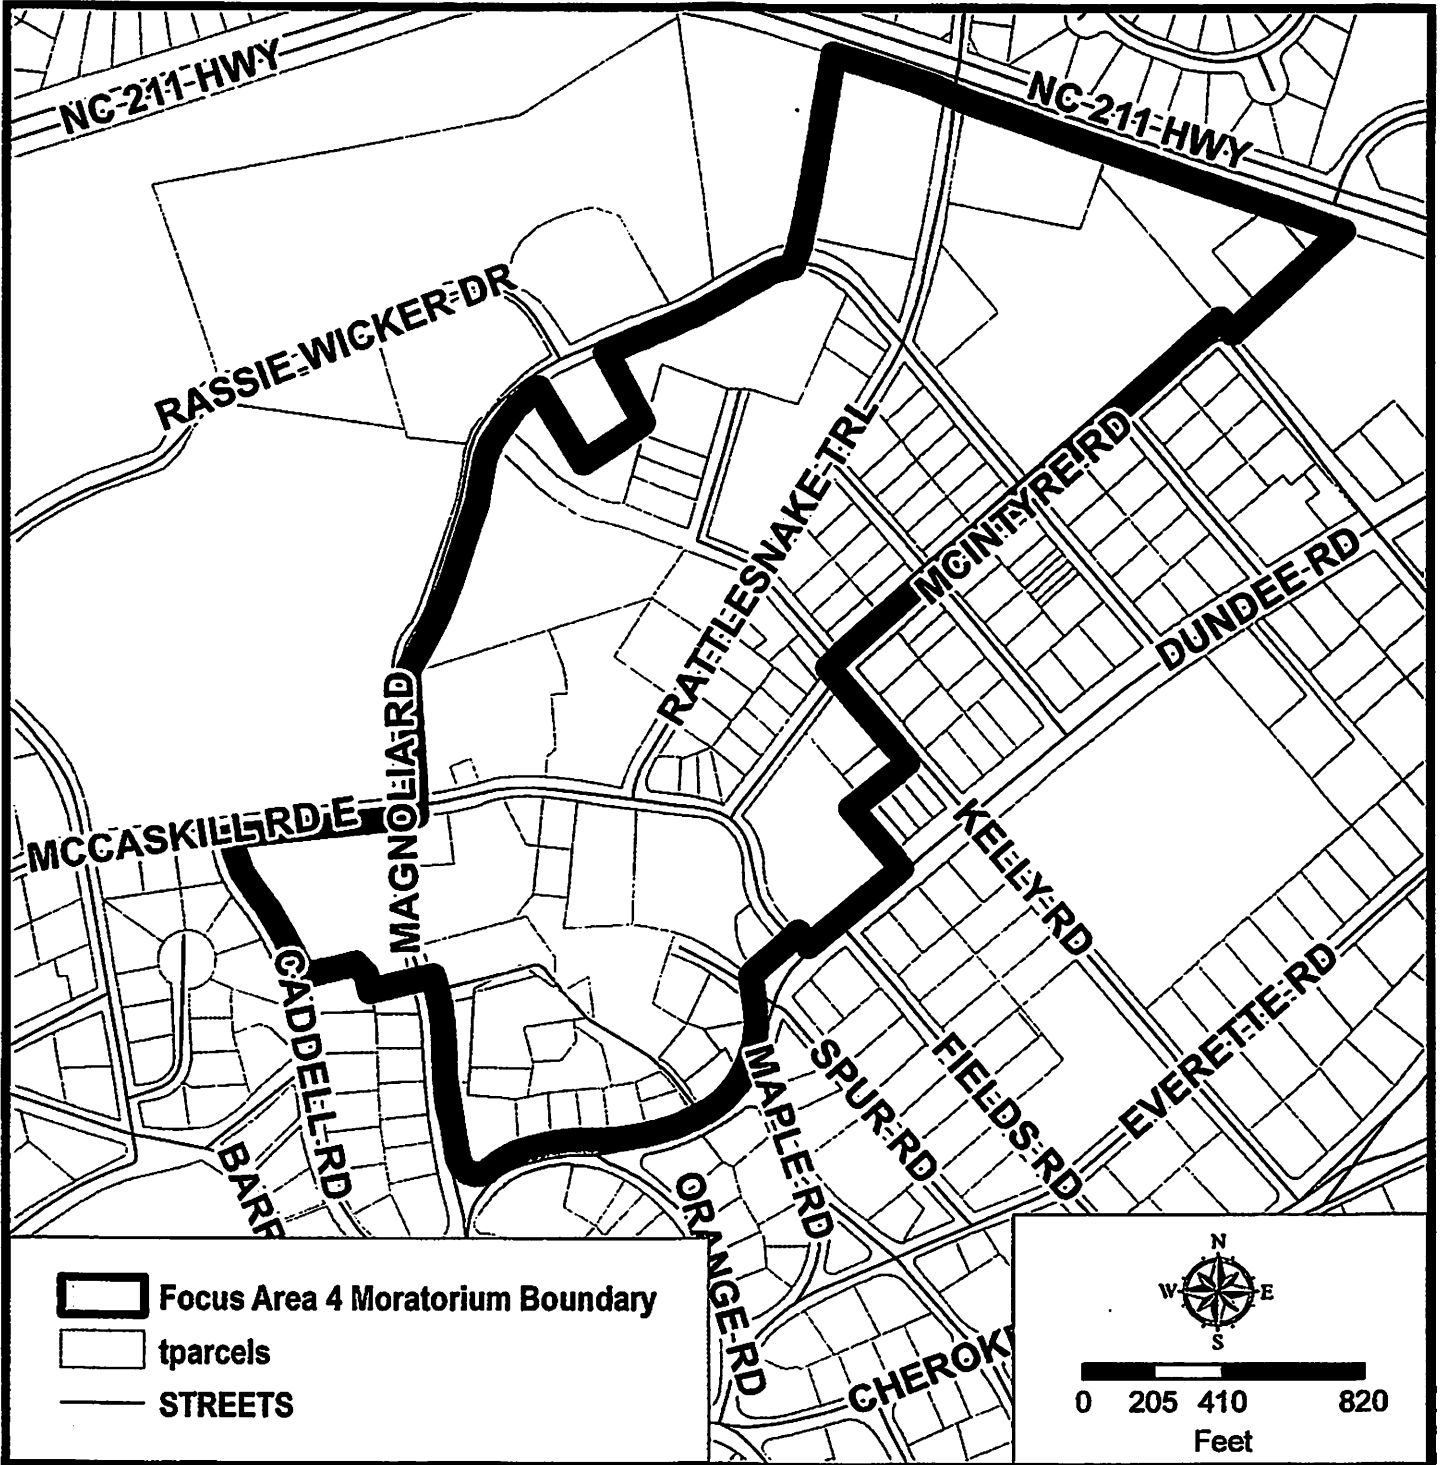 NC 211 HWY
NC 211 HWY
RASSIE WICKER DR
RATTLESNAKE TRL
MCINTYRE RD
DUNDEE RD
MAGNOLIA RD
MCCASKILL RD E
KELLY RD
CADDELL RD
EVERETTE RD
MAPLE RD
SPUR RD
FIELDS RD
BARR
ORANGE RD
CHEROK
Focus Area 4 Moratorium Boundary
tparcels
STREETS
N
W E
S
0 205 410 820
Feet